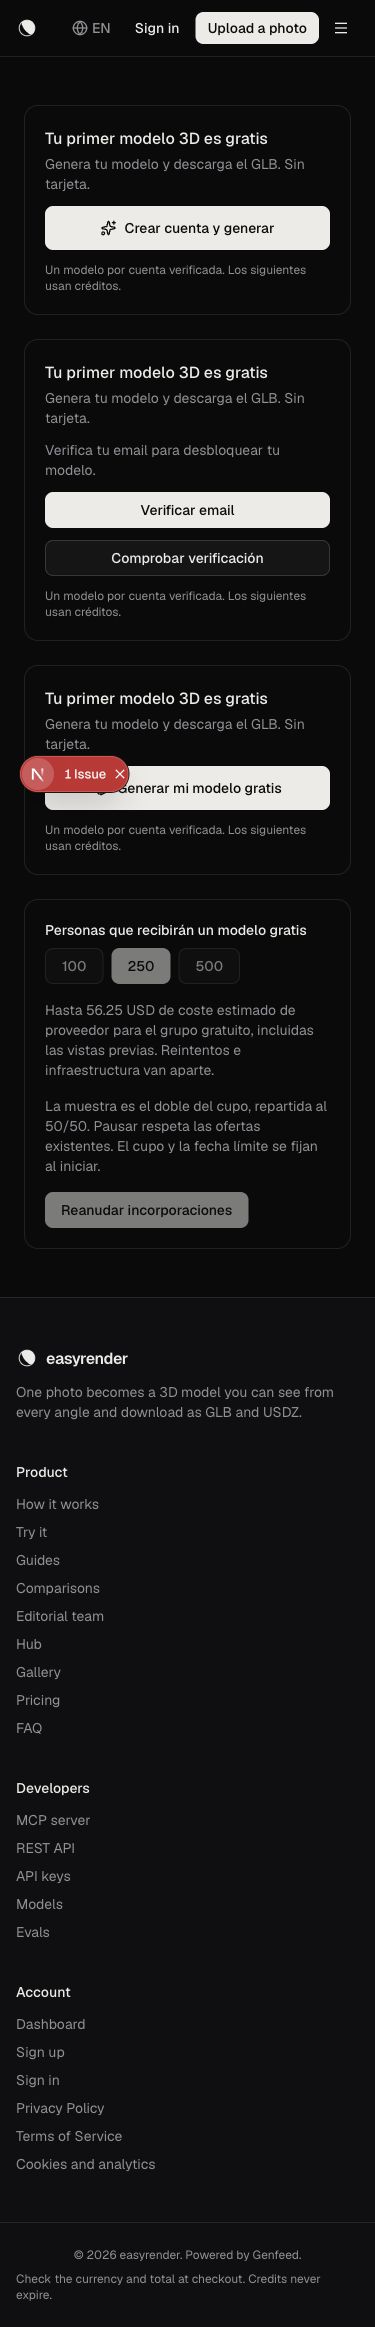 EN Sign in Upload a photo
Tu primer modelo 3D es gratis
Genera tu modelo y descarga el GLB. Sin
tarjeta.
Crear cuenta y generar
Un modelo por cuenta verificada. Los siguientes
usan créditos.
Tu primer modelo 3D es gratis
Genera tu modelo y descarga el GLB. Sin
tarjeta.
Verifica tu email para desbloquear tu
modelo.
Verificar email
Comprobar verificación
Un modelo por cuenta verificada. Los siguientes
usan créditos.
Tu primer modelo 3D es gratis
Genera tu modelo y descarga el GLB. Sin
tarjeta.
N 1 Issue
Generar mi modelo gratis
Un modelo por cuenta verificada. Los siguientes
usan créditos.
Personas que recibirán un modelo gratis
100 250 500
Hasta 56.25 USD de coste estimado de
proveedor para el grupo gratuito, incluidas
las vistas previas. Reintentos e
infraestructura van aparte.
La muestra es el doble del cupo, repartida al
50/50. Pausar respeta las ofertas
existentes. El cupo y la fecha límite se fijan
al iniciar.
Reanudar incorporaciones
easyrender
One photo becomes a 3D model you can see from
every angle and download as GLB and USDZ.
Product
How it works
Try it
Guides
Comparisons
Editorial team
Hub
Gallery
Pricing
FAQ
Developers
MCP server
REST API
API keys
Models
Evals
Account
Dashboard
Sign up
Sign in
Privacy Policy
Terms of Service
Cookies and analytics
© 2026 easyrender. Powered by Genfeed.
Check the currency and total at checkout. Credits never
expire.